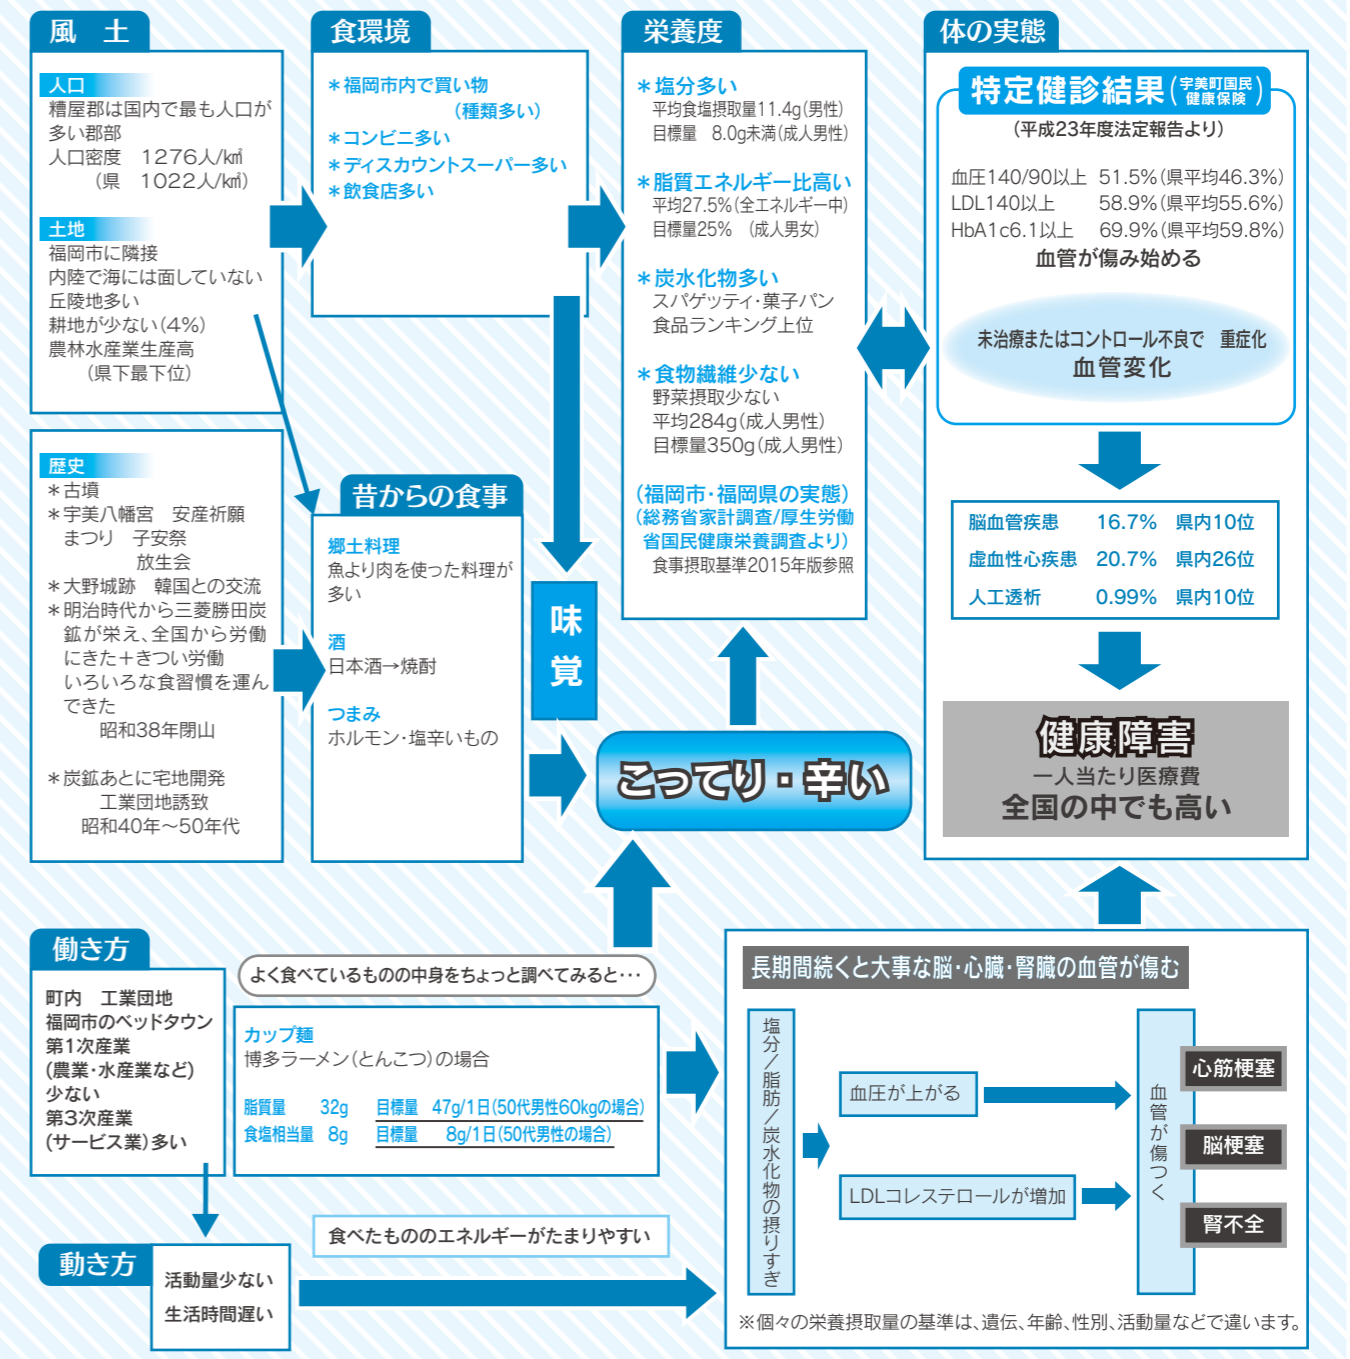 風　土
人口
糟屋郡は国内で最も人口が
多い郡部
人口密度　1276人/㎢
（県　1022人/㎢）
土地
福岡市に隣接
内陸で海には面していない
丘陵地多い
耕地が少ない（4%）
農林水産業生産高
（県下最下位）
歴史
＊古墳
＊宇美八幡宮　安産祈願
まつり　子安祭
放生会
＊大野城跡　韓国との交流
＊明治時代から三菱勝田炭
鉱が栄え、全国から労働
にきた＋きつい労働
いろいろな食習慣を運ん
できた
昭和38年閉山
＊炭鉱あとに宅地開発
工業団地誘致
昭和40年～50年代
食環境
＊福岡市内で買い物
（種類多い）
＊コンビニ多い
＊ディスカウントスーパー多い
＊飲食店多い
昔からの食事
郷土料理
魚より肉を使った料理が
多い
酒
日本酒→焼酎
つまみ
ホルモン・塩辛いもの
味覚
こってり・辛い
栄養度
＊塩分多い
平均食塩摂取量11.4g（男性）
目標量　8.0g未満（成人男性）
＊脂質エネルギー比高い
平均27.5%（全エネルギー中）
目標量25%　（成人男女）
＊炭水化物多い
スパゲッティ・菓子パン
食品ランキング上位
＊食物繊維少ない
野菜摂取少ない
平均284g（成人男性）
目標量350g（成人男性）
（福岡市・福岡県の実態）
（総務省家計調査/厚生労働
省国民健康栄養調査より）
食事摂取基準2015年版参照
体の実態
特定健診結果（宇美町国民健康保険）
（平成23年度法定報告より）
血圧140/90以上　51.5%（県平均46.3%）
LDL140以上　58.9%（県平均55.6%）
HbA1c6.1以上　69.9%（県平均59.8%）
血管が傷み始める
未治療またはコントロール不良で　重症化
血管変化
脳血管疾患　16.7%　県内10位
虚血性心疾患　20.7%　県内26位
人工透析　0.99%　県内10位
健康障害
一人当たり医療費
全国の中でも高い
働き方
町内　工業団地
福岡市のベッドタウン
第1次産業
(農業・水産業など)
少ない
第3次産業
(サービス業)多い
動き方
活動量少ない
生活時間遅い
よく食べているものの中身をちょっと調べてみると・・・
カップ麺
博多ラーメン（とんこつ）の場合
脂質量　32g　目標量　47g/1日（50代男性60kgの場合）
食塩相当量　8g　目標量　8g/1日（50代男性の場合）
食べたもののエネルギーがたまりやすい
長期間続くと大事な脳・心臓・腎臓の血管が傷む
塩分／脂肪／炭水化物の摂りすぎ
血圧が上がる
LDLコレステロールが増加
血管が傷つく
心筋梗塞
脳梗塞
腎不全
※個々の栄養摂取量の基準は、遺伝、年齢、性別、活動量などで違います。